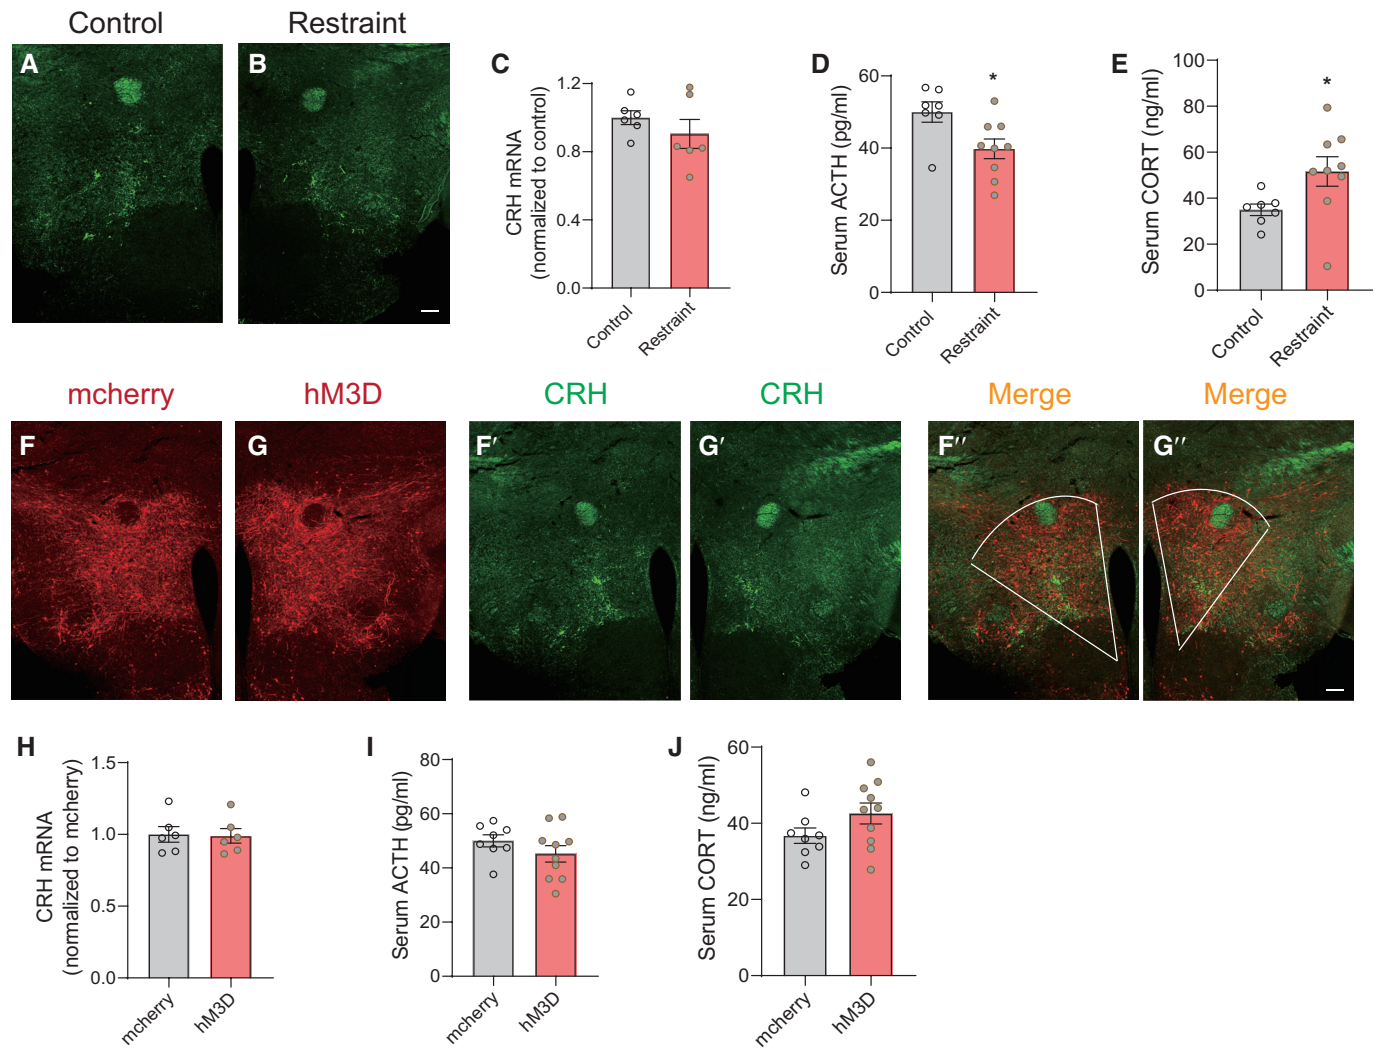 Control
Restraint
A
B
C
CRH mRNA
(normalized to control)
1.2
0.8
0.4
0.0
Control
Restraint
D
Serum ACTH (pg/ml)
60
40
20
0
*
Control
Restraint
E
Serum CORT (ng/ml)
100
80
60
40
20
0
*
Control
Restraint
mcherry
hM3D
CRH
CRH
Merge
Merge
F
G
F′
G′
F′′
G′′
H
CRH mRNA
(normalized to mcherry)
1.5
1.0
0.5
0.0
mcherry
hM3D
I
Serum ACTH (pg/ml)
80
60
40
20
0
mcherry
hM3D
J
Serum CORT (ng/ml)
60
40
20
0
mcherry
hM3D